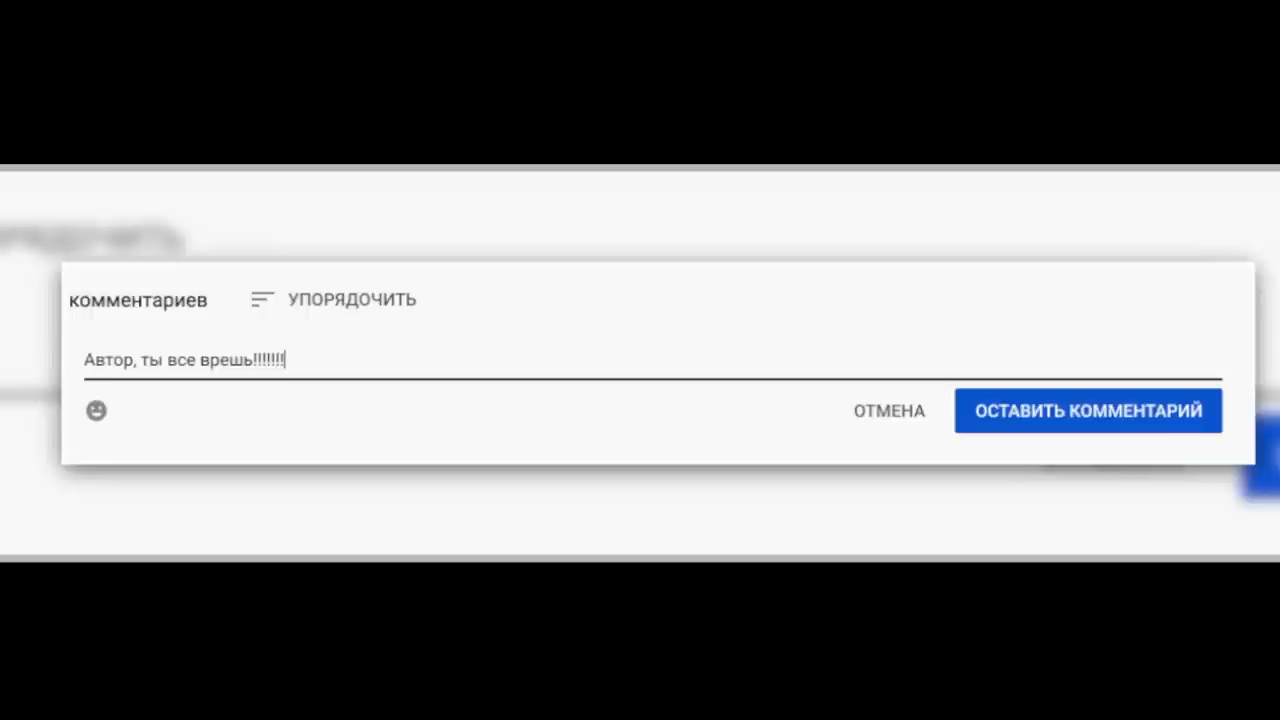 комментариев УПОРЯДОЧИТЬ
Автор, ты все врешь!!!!!!!
ОТМЕНА ОСТАВИТЬ КОММЕНТАРИЙ